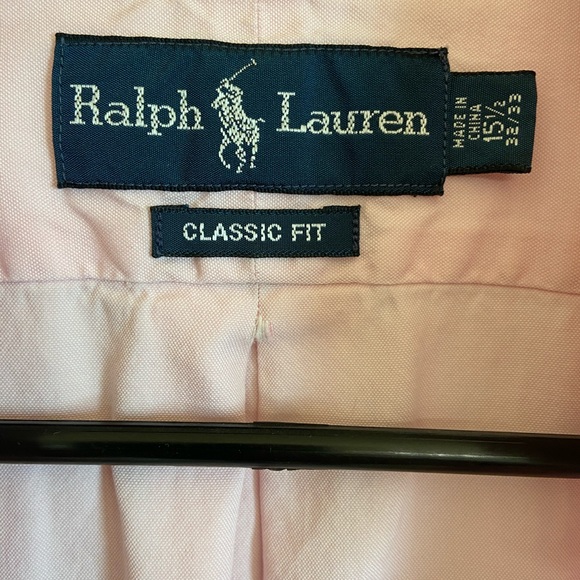 Ralph Lauren
MADE IN
CHINA
15½
32/33
CLASSIC FIT